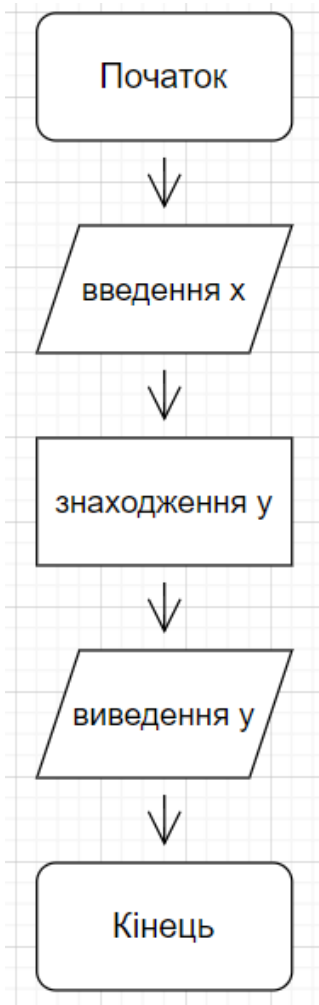 Початок
введення x
знаходження y
виведення y
Кінець